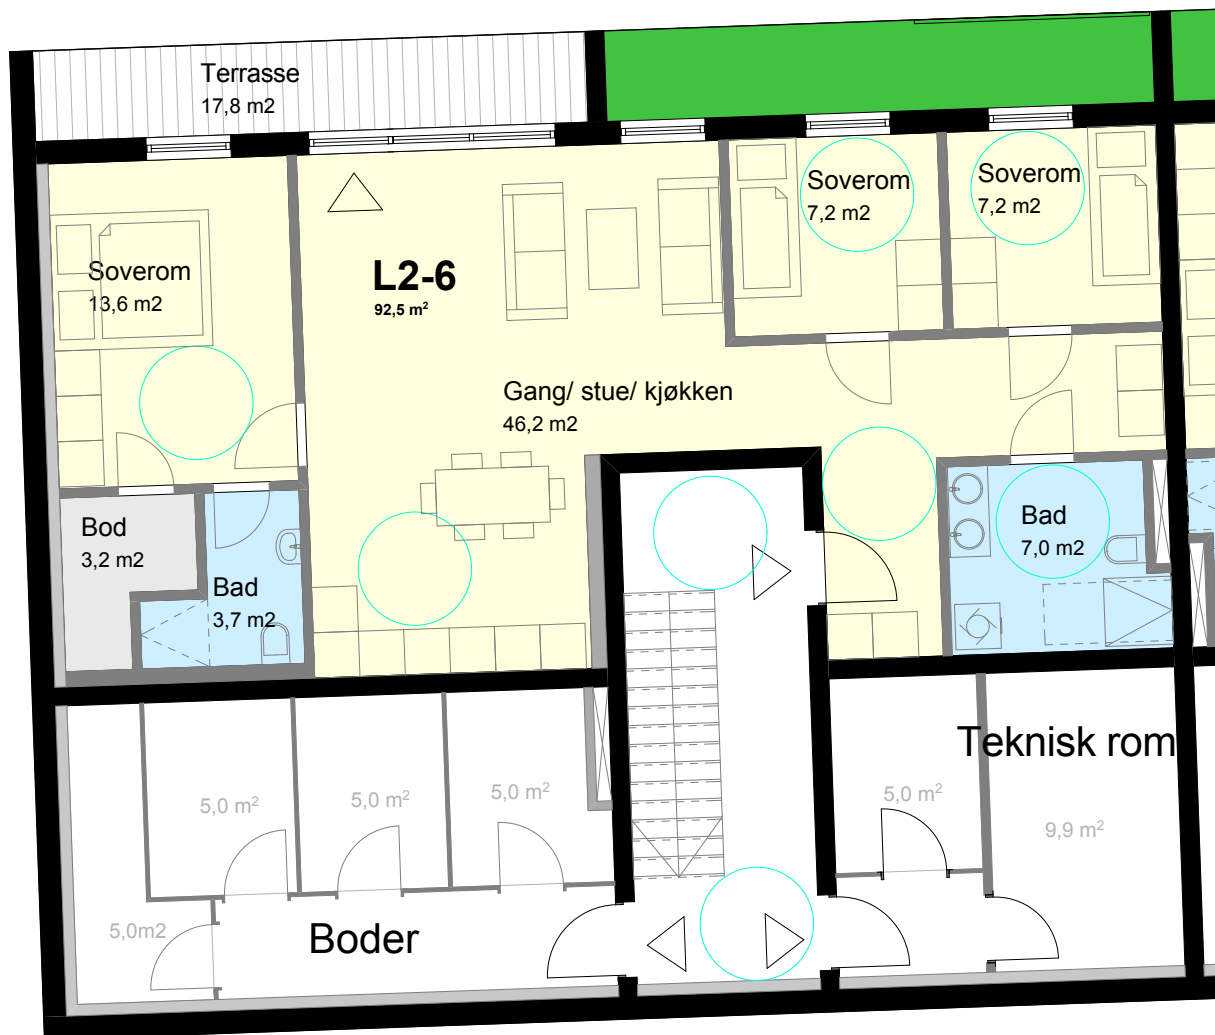 Terrasse
17,8 m2
Soverom
7,2 m2
Soverom
7,2 m2
Soverom
13,6 m2
L2-6
92,5 m²
Gang/ stue/ kjøkken
46,2 m2
Bod
3,2 m2
Bad
3,7 m2
Bad
7,0 m2
Teknisk rom
5,0 m²
5,0 m²
5,0 m²
5,0 m²
9,9 m²
5,0m2
Boder